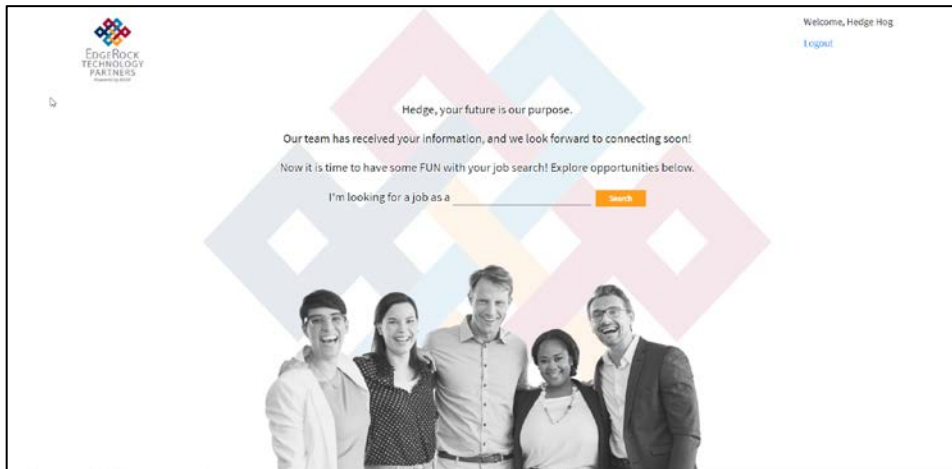 EDGEROCK
TECHNOLOGY
PARTNERS
Welcome, Hedge Hog
Logout
Hedge, your future is our purpose.
Our team has received your information, and we look forward to connecting soon!
Now it is time to have some FUN with your job search! Explore opportunities below.
I'm looking for a job as a
Search